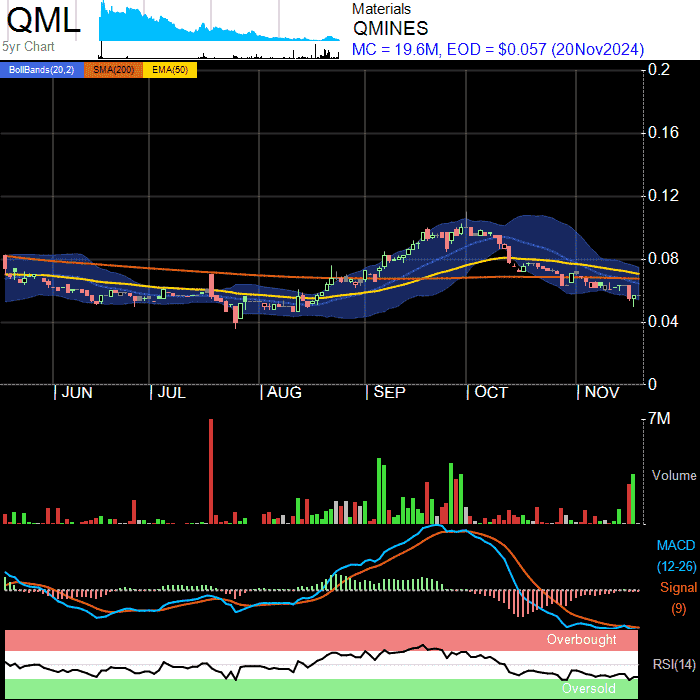 QML
5yr Chart
Materials
QMINES
MC = 19.6M, EOD = $0.057 (20Nov2024)
BollBands(20,2) SMA(200) EMA(50)
0.2
0.16
0.12
0.08
0.04
0
JUN JUL AUG SEP OCT NOV
7M
Volume
MACD
(12-26)
Signal
(9)
Overbought
RSI(14)
Oversold